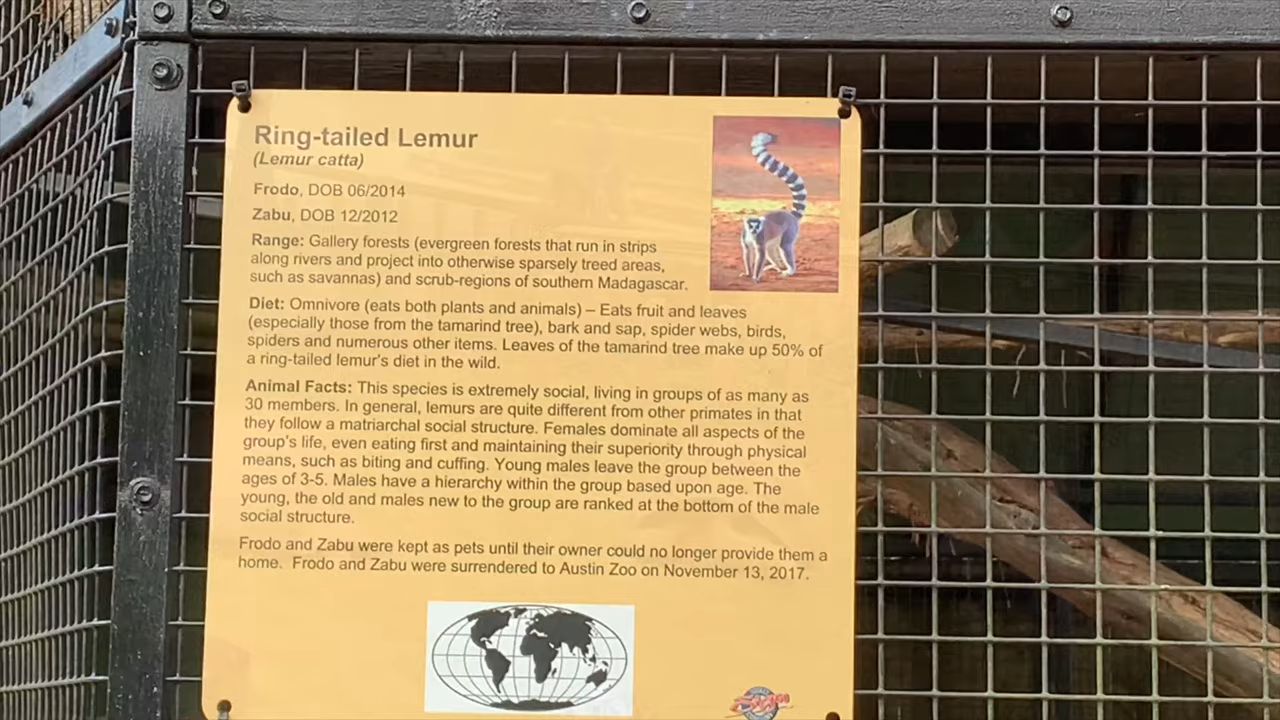 Ring-tailed Lemur
(Lemur catta)
Frodo, DOB 06/2014
Zabu, DOB 12/2012
Range: Gallery forests (evergreen forests that run in strips
along rivers and project into otherwise sparsely treed areas,
such as savannas) and scrub-regions of southern Madagascar.
Diet: Omnivore (eats both plants and animals) – Eats fruit and leaves
(especially those from the tamarind tree), bark and sap, spider webs, birds,
spiders and numerous other items. Leaves of the tamarind tree make up 50% of
a ring-tailed lemur's diet in the wild.
Animal Facts: This species is extremely social, living in groups of as many as
30 members. In general, lemurs are quite different from other primates in that
they follow a matriarchal social structure. Females dominate all aspects of the
group's life, even eating first and maintaining their superiority through physical
means, such as biting and cuffing. Young males leave the group between the
ages of 3-5. Males have a hierarchy within the group based upon age. The
young, the old and males new to the group are ranked at the bottom of the male
social structure.
Frodo and Zabu were kept as pets until their owner could no longer provide them a
home. Frodo and Zabu were surrendered to Austin Zoo on November 13, 2017.